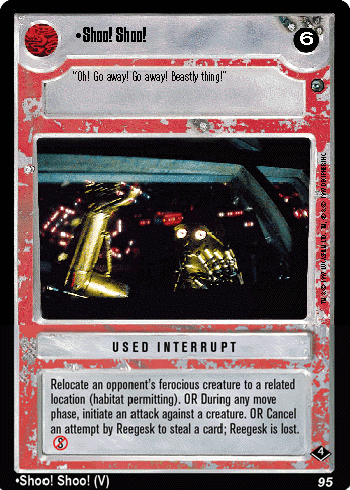 •Shoo! Shoo!
6
"Oh! Go away! Go away! Beastly thing!"
USED INTERRUPT
Relocate an opponent's ferocious creature to a related
location (habitat permitting). OR During any move
phase, initiate an attack against a creature. OR Cancel
an attempt by Reegesk to steal a card; Reegesk is lost.
4
•Shoo! Shoo! (V)
95